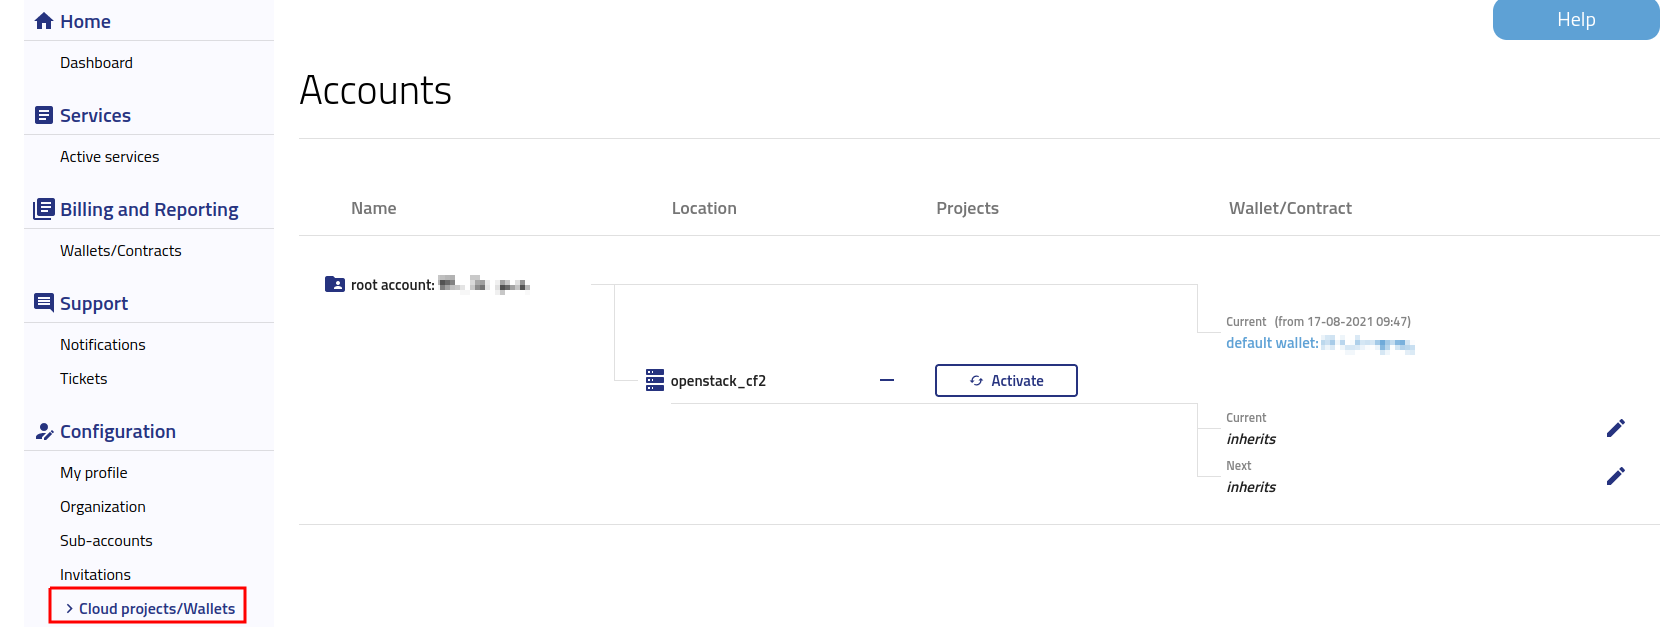 Home
Dashboard
Services
Active services
Billing and Reporting
Wallets/Contracts
Support
Notifications
Tickets
Configuration
My profile
Organization
Sub-accounts
Invitations
Cloud projects/Wallets
Help
Accounts
Name Location Projects Wallet/Contract
root account:
Current (from 17-08-2021 09:47)
default wallet:
openstack_cf2 Activate
Current
inherits
Next
inherits